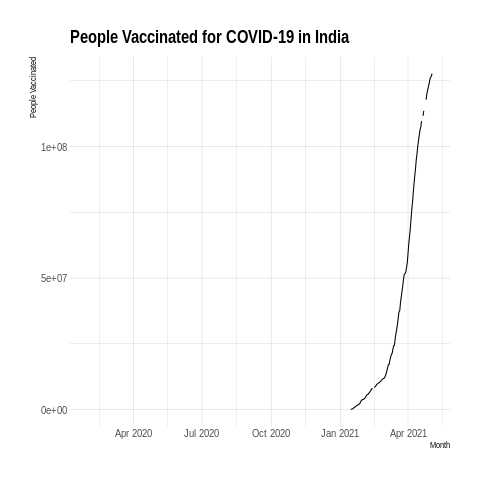 People Vaccinated for COVID-19 in India
People Vaccinated
1e+08
5e+07
0e+00
Apr 2020 Jul 2020 Oct 2020 Jan 2021 Apr 2021
Month